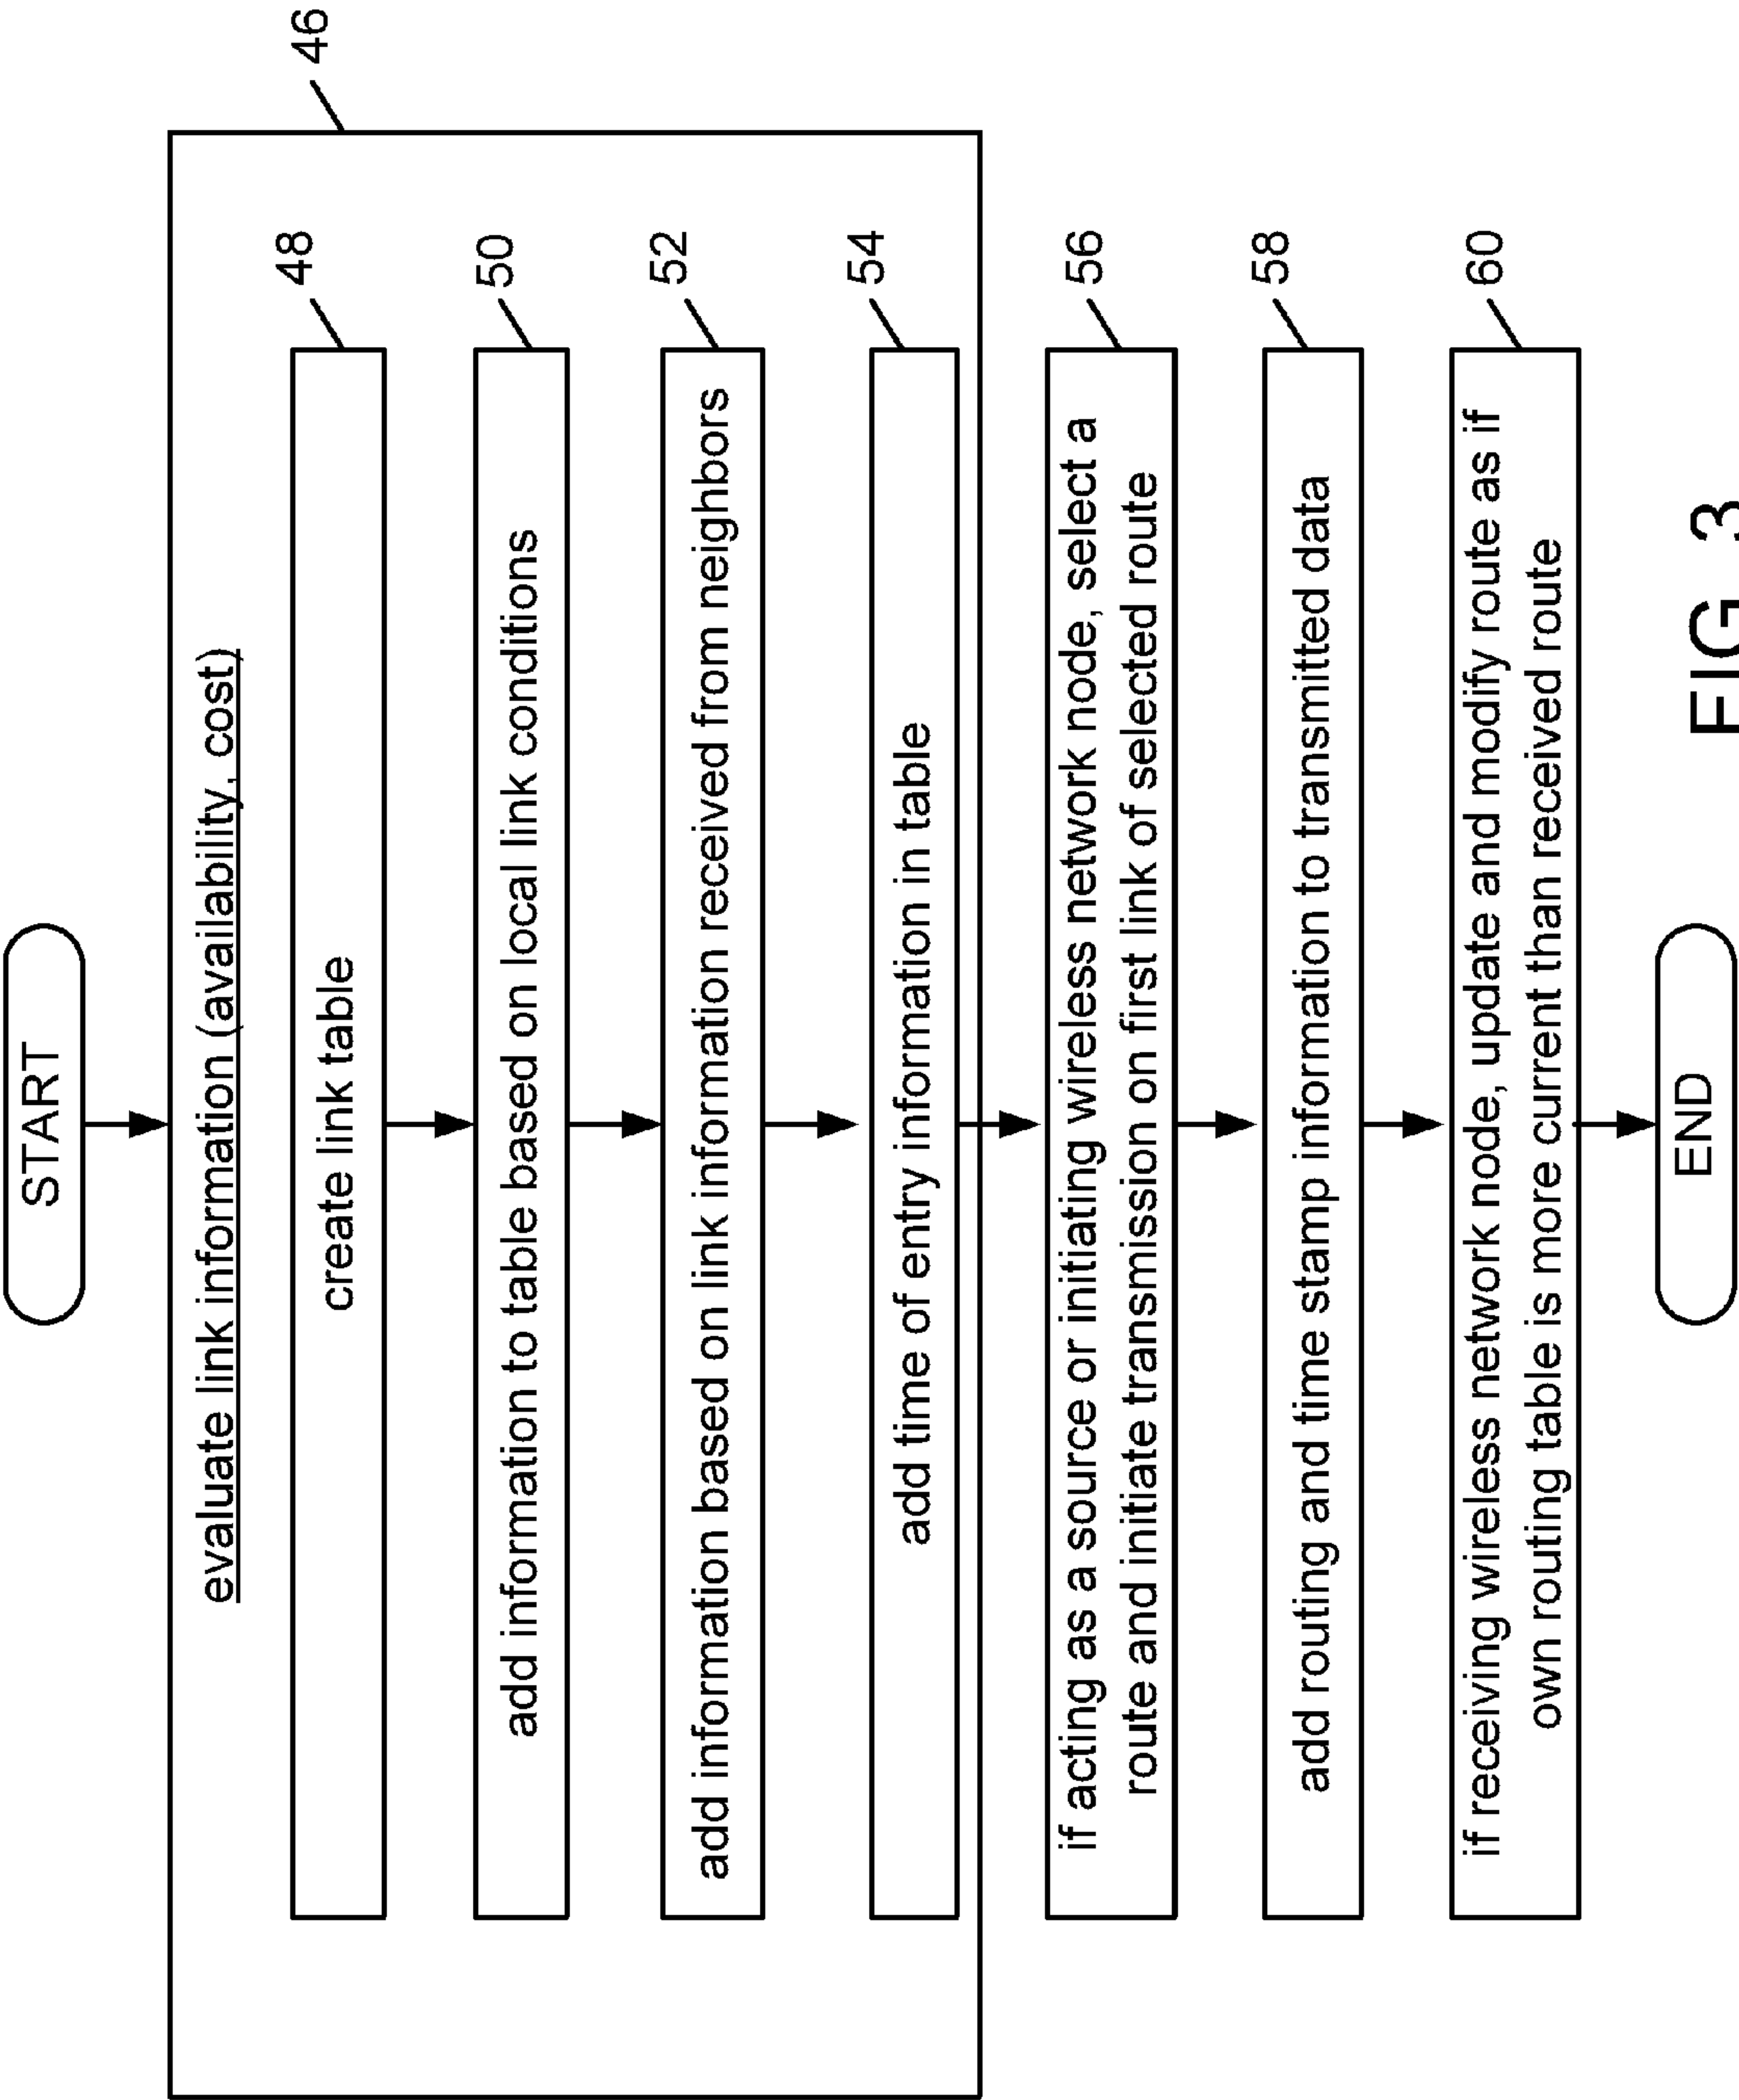 START
46
evaluate link information (availability, cost)
48
create link table
50
add information to table based on local link conditions
52
add information based on link information received from neighbors
54
add time of entry information in table
56
if acting as a source or initiating wireless network node, select a
route and initiate transmission on first link of selected route
58
add routing and time stamp information to transmitted data
60
if receiving wireless network node, update and modify route as if
own routing table is more current than received route
END
FIG. 3